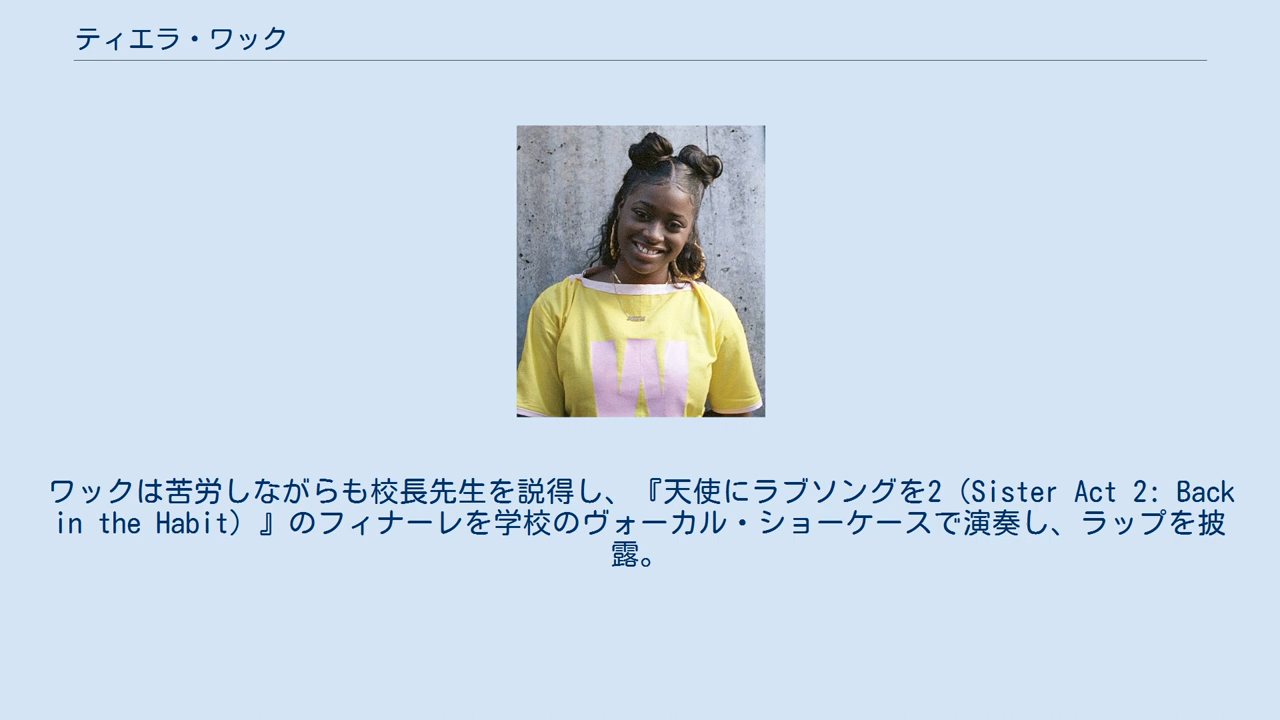 ティエラ・ワック
W
ワックは苦労しながらも校長先生を説得し、『天使にラブソングを2（Sister Act 2: Back
in the Habit）』のフィナーレを学校のヴォーカル・ショーケースで演奏し、ラップを披
露。